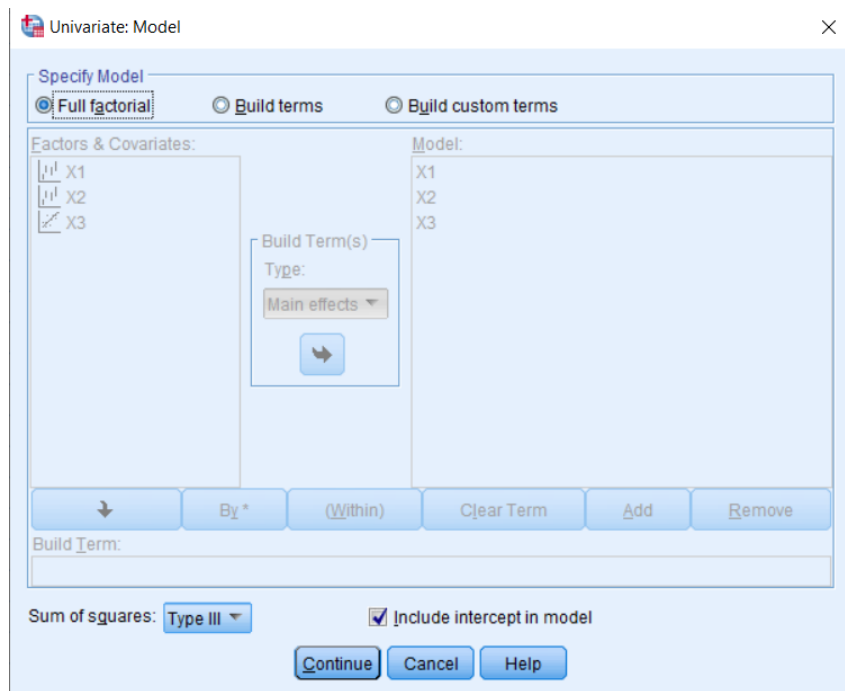 Univariate: Model
Specify Model
Full factorial Build terms Build custom terms
Factors & Covariates: Model:
X1 X1
X2 X2
X3 X3
Build Term(s)
Type:
Main effects
By * (Within) Clear Term Add Remove
Build Term:
Sum of squares: Type III Include intercept in model
Continue Cancel Help